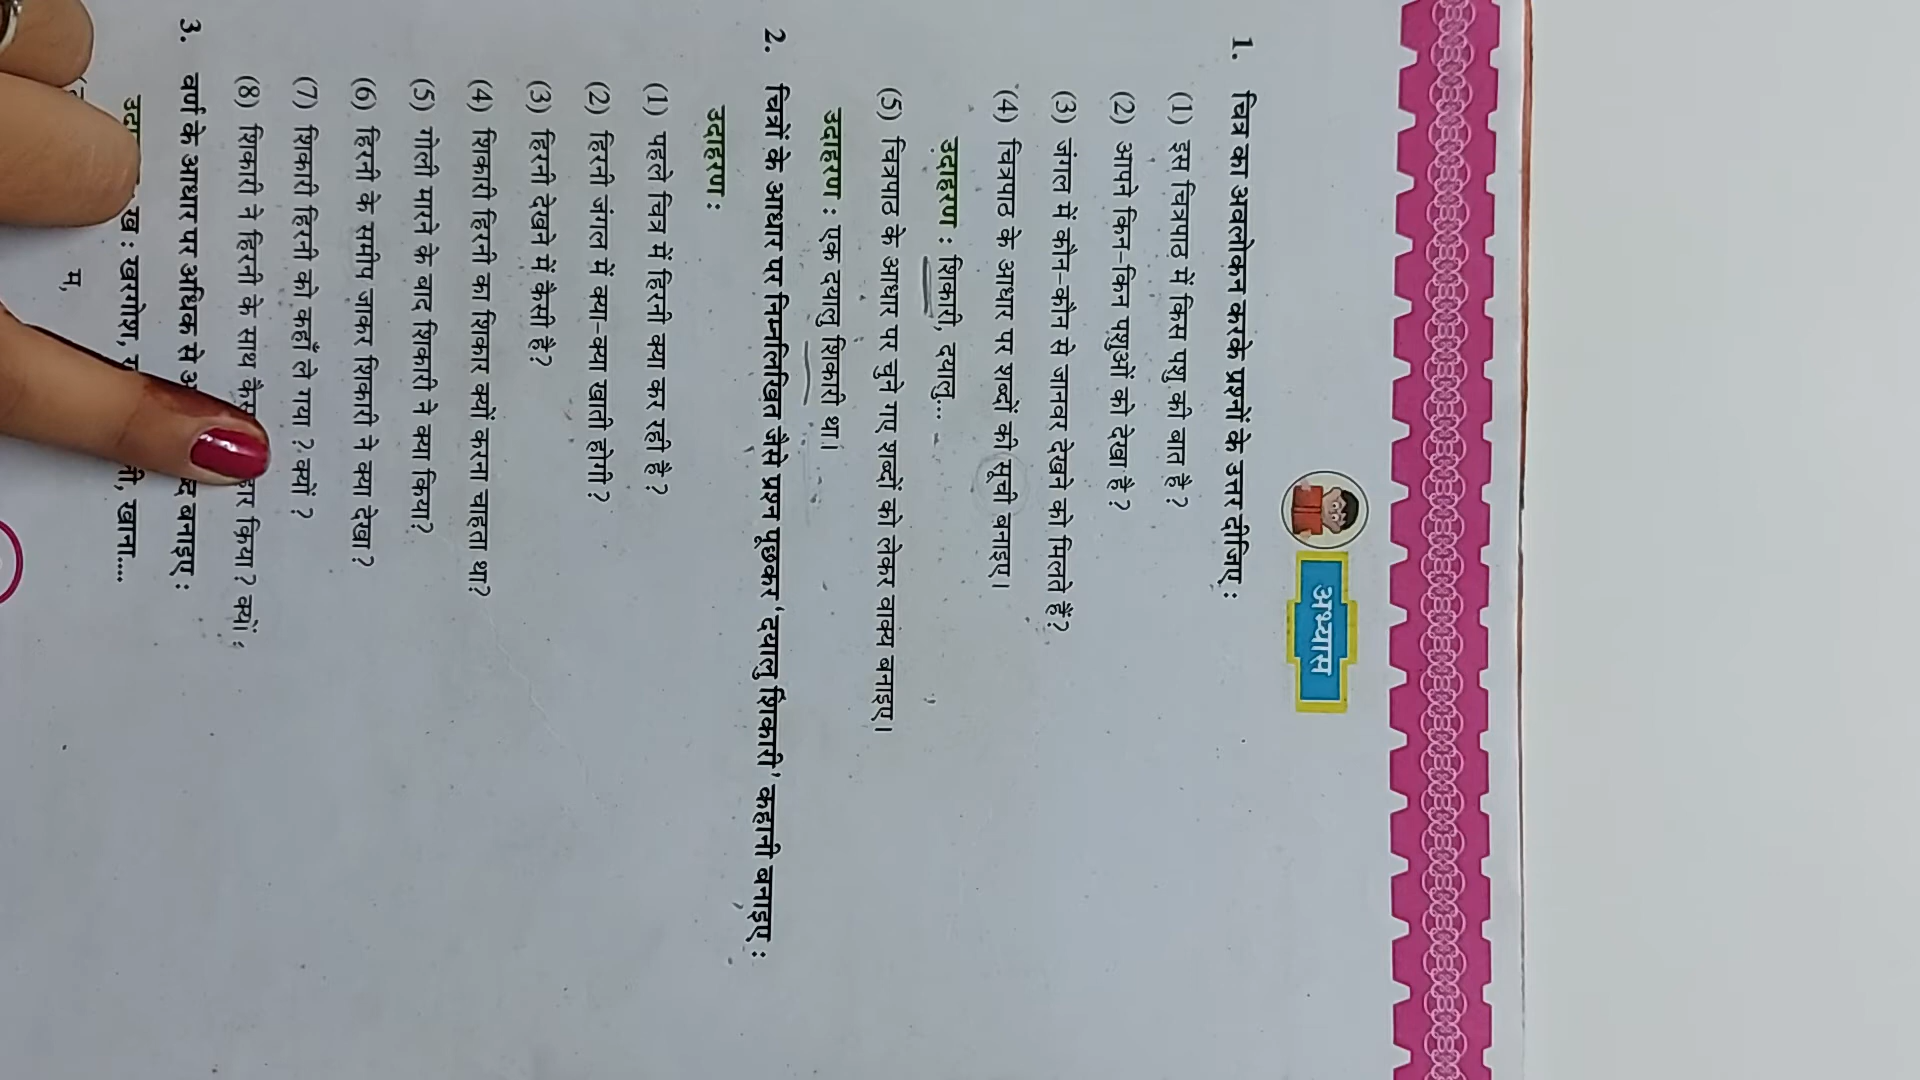 अभ्यास
1. चित्र का अवलोकन करके प्रश्नों के उत्तर दीजिए :
(1) इस चित्रपाठ में किस पशु की बात है ?
(2) आपने किन-किन पशुओं को देखा है ?
(3) जंगल में कौन-कौन से जानवर देखने को मिलते हैं?
(4) चित्रपाठ के आधार पर शब्दों की सूची बनाइए।
उदाहरण : शिकारी, दयालु...
(5) चित्रपाठ के आधार पर चुने गए शब्दों को लेकर वाक्य बनाइए।
उदाहरण : एक दयालु शिकारी था।
2. चित्रों के आधार पर निम्नलिखित जैसे प्रश्न पूछकर ‘दयालु शिकारी’ कहानी बनाइए :
उदाहरण :
(1) पहले चित्र में हिरनी क्या कर रही है ?
(2) हिरनी जंगल में क्या-क्या खाती होगी ?
(3) हिरनी देखने में कैसी है?
(4) शिकारी हिरनी का शिकार क्यों करना चाहता था?
(5) गोली मारने के बाद शिकारी ने क्या किया?
(6) हिरनी के समीप जाकर शिकारी ने क्या देखा ?
(7) शिकारी हिरनी को कहाँ ले गया ? क्यों ?
(8) शिकारी ने हिरनी के साथ किया ? क्यों
3. वर्ण के आधार पर अधिक से बनाइए :
ख : खरगोश, खाना....
म,